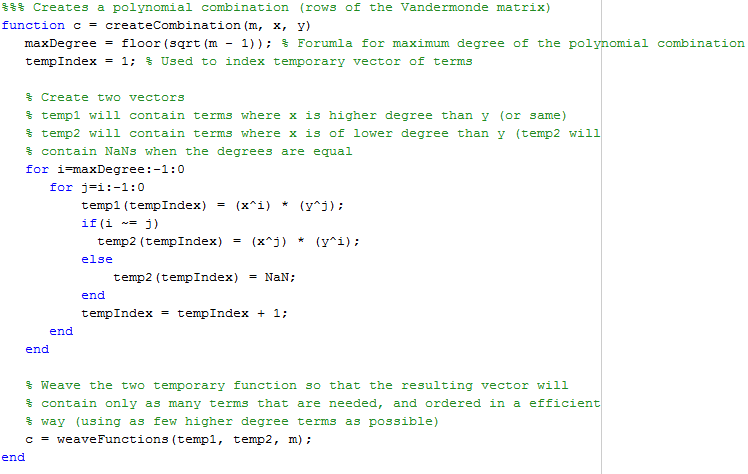 %%% Creates a polynomial combination (rows of the Vandermonde matrix)
function c = createCombination(m, x, y)
maxDegree = floor(sqrt(m - 1)); % Forumla for maximum degree of the polynomial combination
tempIndex = 1; % Used to index temporary vector of terms
% Create two vectors
% temp1 will contain terms where x is higher degree than y (or same)
% temp2 will contain terms where x is of lower degree than y (temp2 will
% contain NaNs when the degrees are equal
for i=maxDegree:-1:0
for j=i:-1:0
temp1(tempIndex) = (x^i) * (y^j);
if(i ~= j)
temp2(tempIndex) = (x^j) * (y^i);
else
temp2(tempIndex) = NaN;
end
tempIndex = tempIndex + 1;
end
end
% Weave the two temporary function so that the resulting vector will
% contain only as many terms that are needed, and ordered in a efficient
% way (using as few higher degree terms as possible)
c = weaveFunctions(temp1, temp2, m);
end